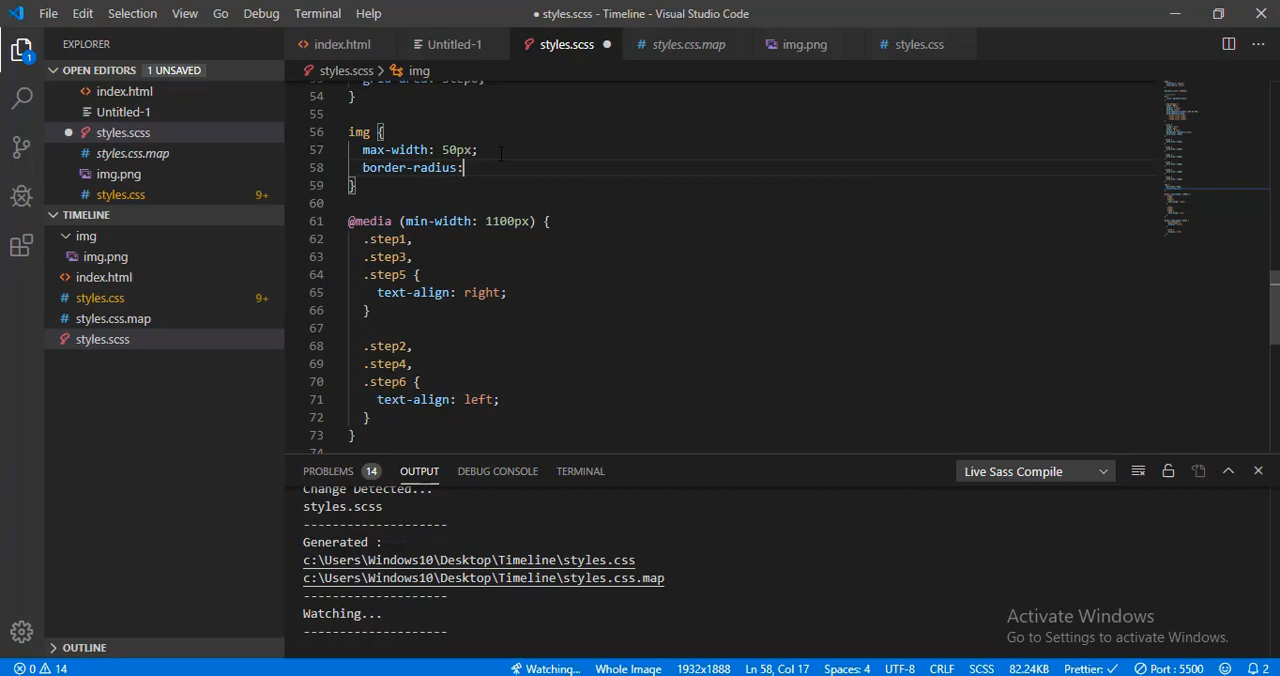 File Edit Selection View Go Debug Terminal Help
● styles.scss - Timeline - Visual Studio Code
EXPLORER
index.html
Untitled-1
styles.scss
styles.css.map
img.png
styles.css
OPEN EDITORS 1 UNSAVED
index.html
Untitled-1
styles.scss
styles.css.map
img.png
styles.css 9+
TIMELINE
img
img.png
index.html
styles.css 9+
styles.css.map
styles.scss
OUTLINE
1
styles.scss > img
54 }
55
56 img {
57 max-width: 50px;
58 border-radius:
59 }
60
61 @media (min-width: 1100px) {
62 .step1,
63 .step3,
64 .step5 {
65 text-align: right;
66 }
67
68 .step2,
69 .step4,
70 .step6 {
71 text-align: left;
72 }
73 }
PROBLEMS 14 OUTPUT DEBUG CONSOLE TERMINAL
Live Sass Compile
Change Detected...
styles.scss
--------------------
Generated :
c:\Users\Windows10\Desktop\Timeline\styles.css
c:\Users\Windows10\Desktop\Timeline\styles.css.map
--------------------
Watching...
--------------------
Activate Windows
Go to Settings to activate Windows.
0 14 Watching... Whole Image 1932x1888 Ln 58, Col 17 Spaces: 4 UTF-8 CRLF SCSS 82.24KB Prettier: ✓ Port : 5500 2